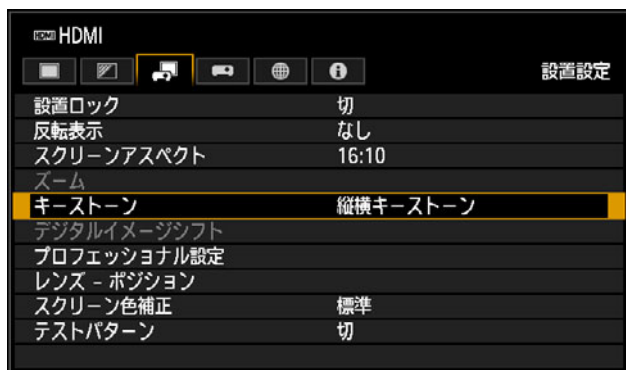 HDMI HDMI
設置設定
設置ロック 切
反転表示 なし
スクリーンアスペクト 16:10
ズーム
キーストーン 縦横キーストーン
デジタルイメージシフト
プロフェッショナル設定
レンズ – ポジション
スクリーン色補正 標準
テストパターン 切